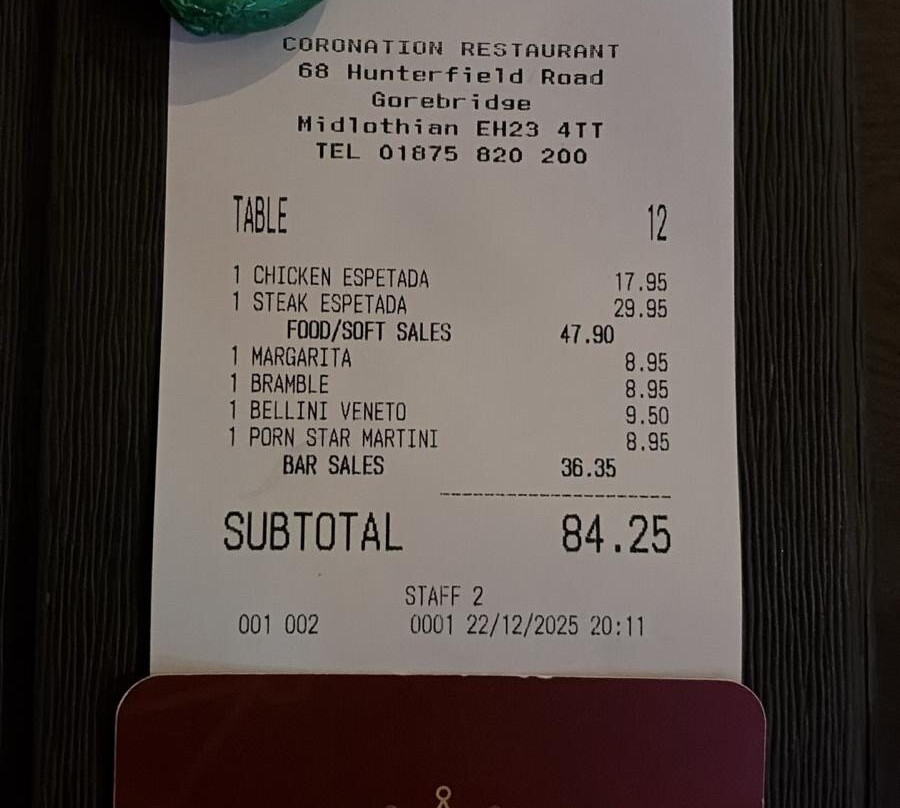 CORONATION RESTAURANT
68 Hunterfield Road
Gorebridge
Midlothian EH23 4TT
TEL 01875 820 200
TABLE 12
1 CHICKEN ESPETADA 17.95
1 STEAK ESPETADA 29.95
FOOD/SOFT SALES 47.90
1 MARGARITA 8.95
1 BRAMBLE 8.95
1 BELLINI VENETO 9.50
1 PORN STAR MARTINI 8.95
BAR SALES 36.35
SUBTOTAL 84.25
STAFF 2
001 002 0001 22/12/2025 20:11